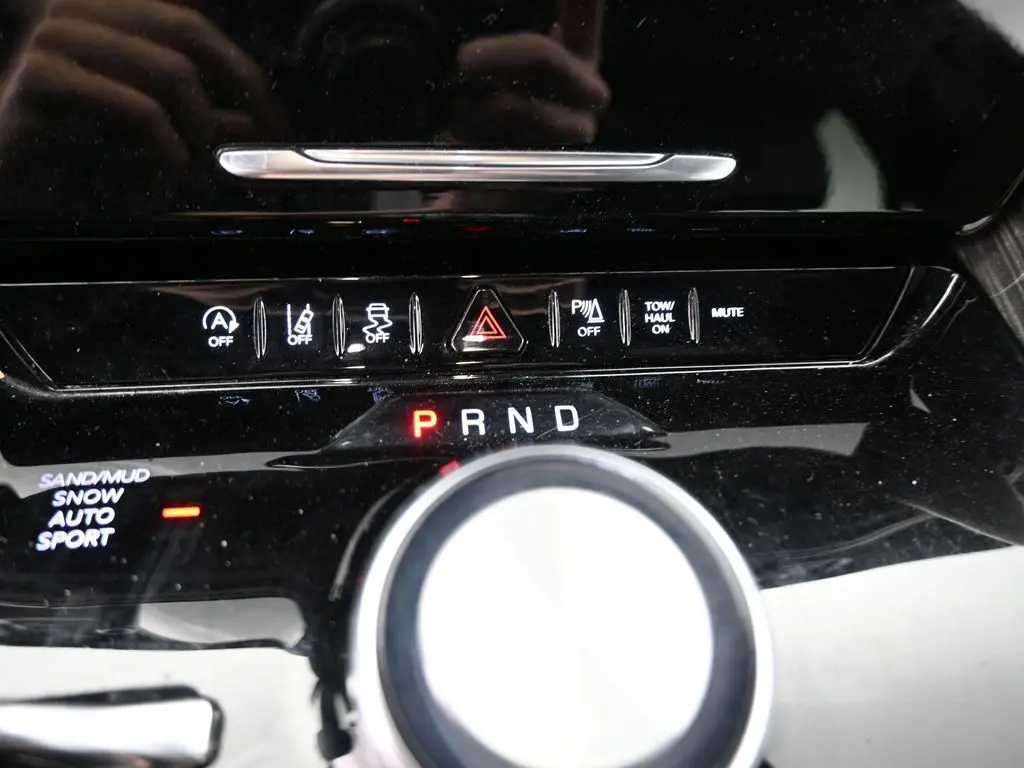 A OFF
OFF
OFF
P OFF
TOW/
HAUL
ON
MUTE
P R N D
SAND/MUD
SNOW
AUTO
SPORT